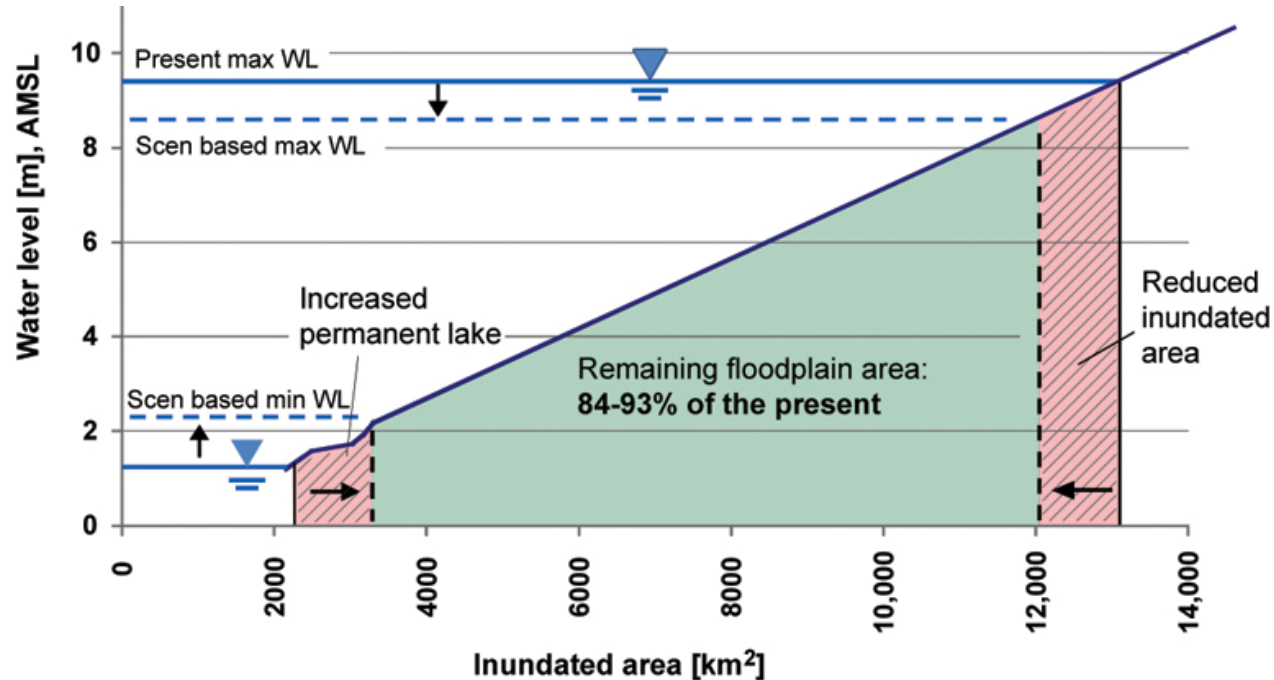 Water level [m], AMSL
10
8
6
4
2
0
Present max WL
Scen based max WL
Increased
permanent lake
Scen based min WL
Remaining floodplain area:
84-93% of the present
Reduced
inundated
area
0
2000
4000
6000
8000
10,000
12,000
14,000
Inundated area [km²]